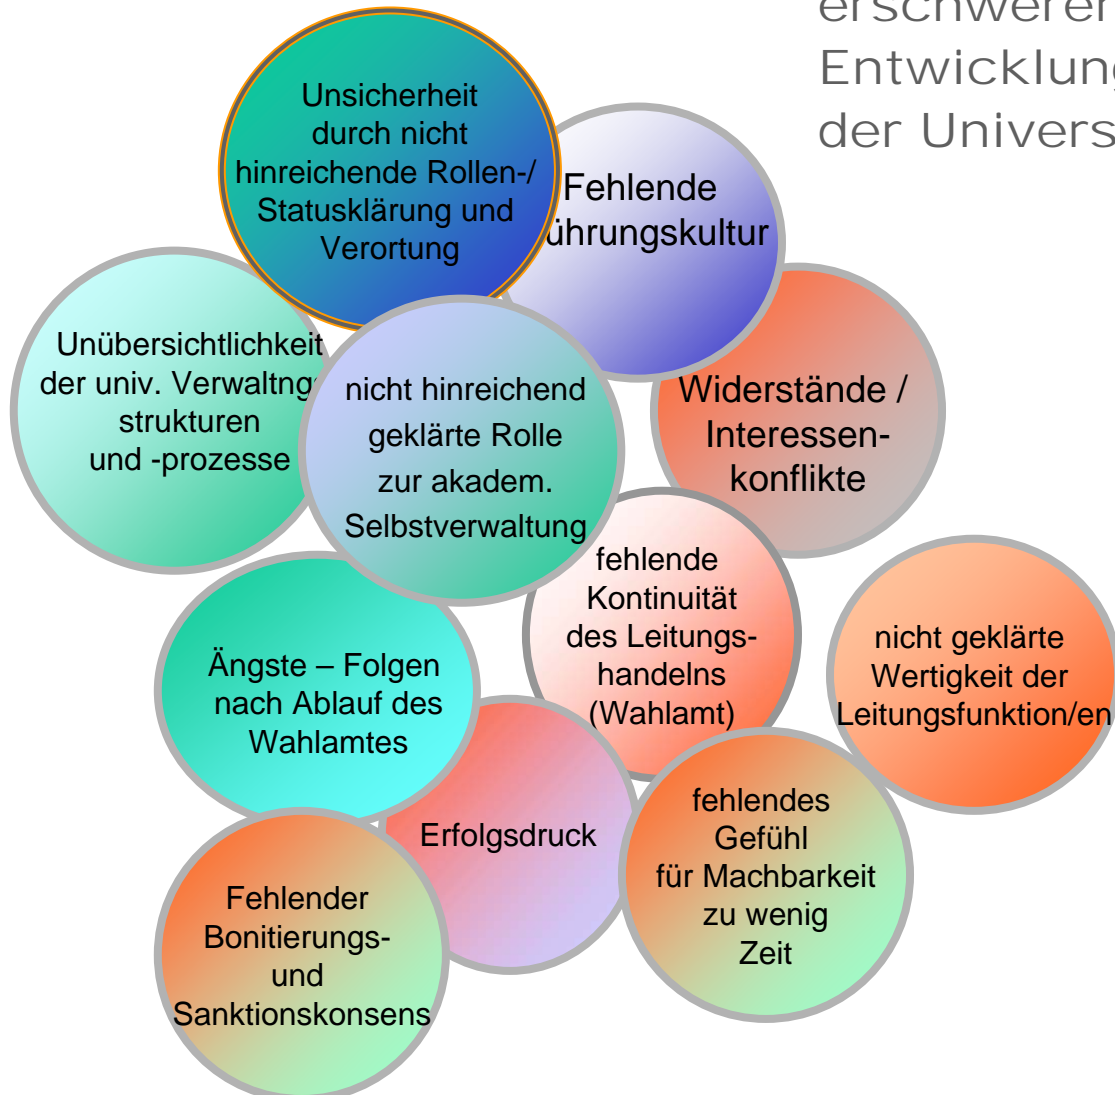 erschweren
Entwicklung
der Univers
Unsicherheit
durch nicht
hinreichende Rollen-/
Statusklärung und
Verortung
Fehlende
ührungskultur
Unübersichtlichkeit
der univ. Verwaltngs
strukturen
und -prozesse
nicht hinreichend
geklärte Rolle
zur akadem.
Selbstverwaltung
Widerstände /
Interessen-
konflikte
fehlende
Kontinuität
des Leitungs-
handelns
(Wahlamt)
nicht geklärte
Wertigkeit der
Leitungsfunktion/en
Ängste – Folgen
nach Ablauf des
Wahlamtes
Erfolgsdruck
fehlendes
Gefühl
für Machbarkeit
zu wenig
Zeit
Fehlender
Bonitierungs-
und
Sanktionskonsens